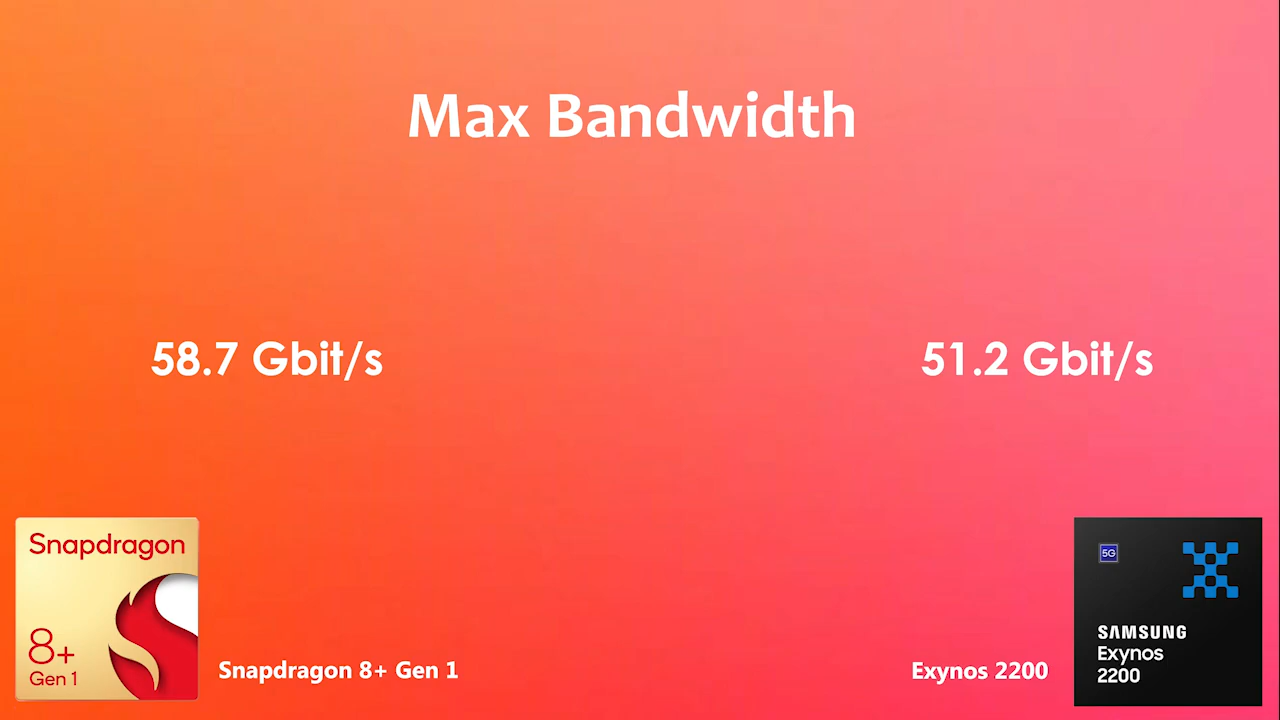 Max Bandwidth
58.7 Gbit/s
51.2 Gbit/s
Snapdragon
8+
Gen 1
Snapdragon 8+ Gen 1
Exynos 2200
5G
SAMSUNG
Exynos
2200